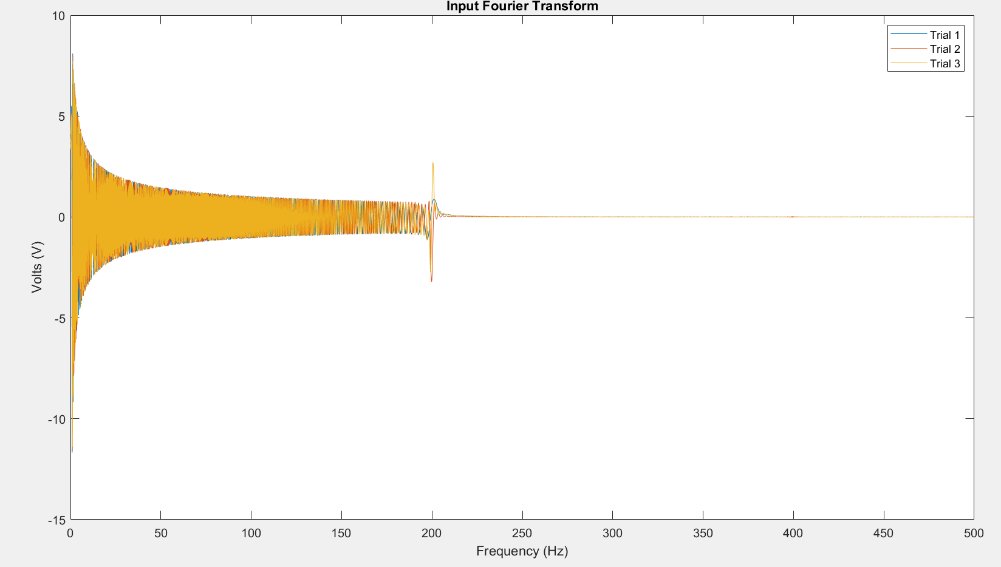 Input Fourier Transform
10
5
0
-5
-10
-15
Volts (V)
Trial 1
Trial 2
Trial 3
0 50 100 150 200 250 300 350 400 450 500
Frequency (Hz)